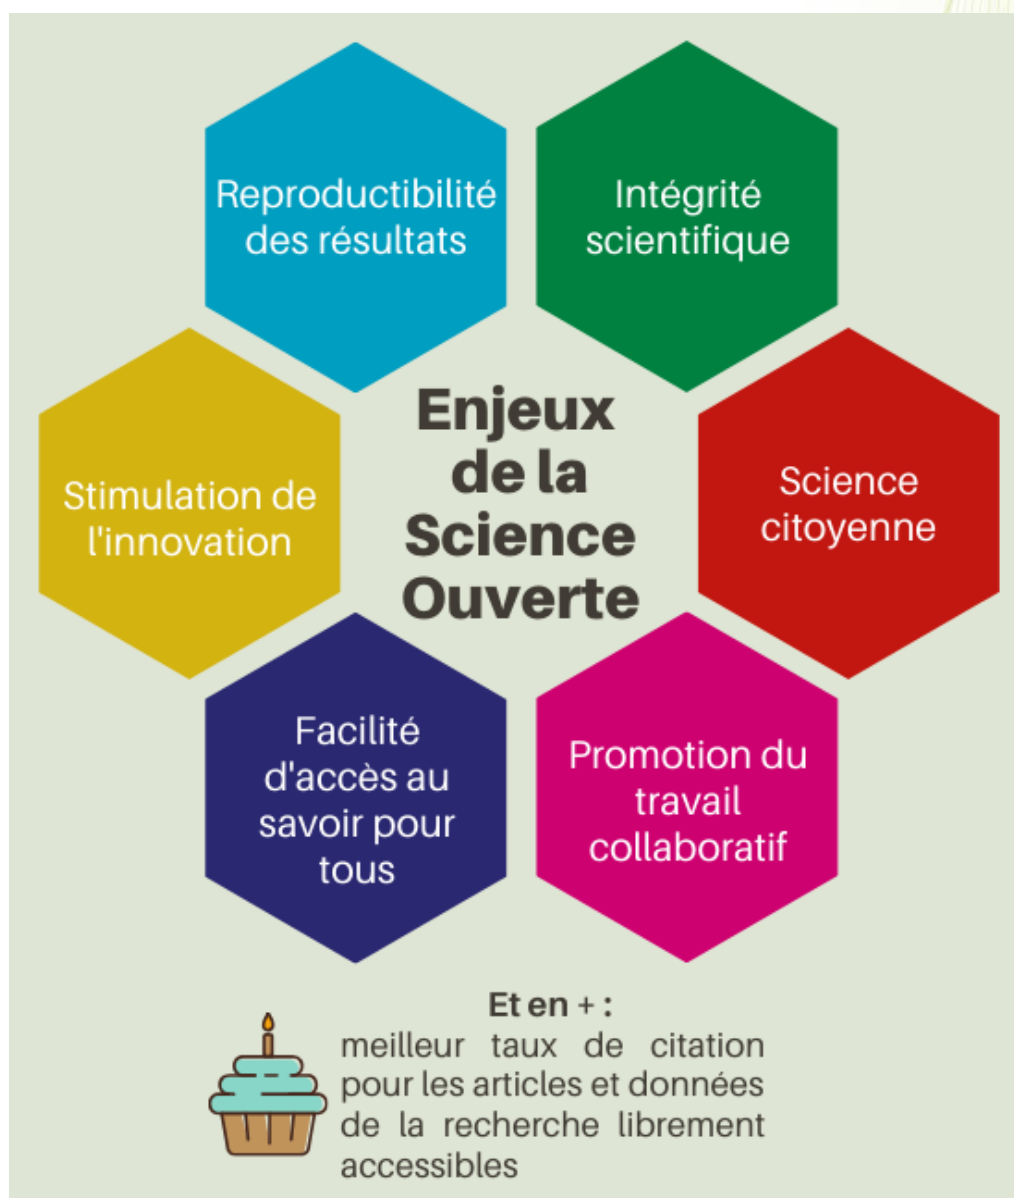 Reproductibilité
des résultats
Intégrité
scientifique
Stimulation de
l'innovation
Enjeux
de la
Science
Ouverte
Science
citoyenne
Facilité
d'accès au
savoir pour
tous
Promotion du
travail
collaboratif
Et en + :
meilleur taux de citation
pour les articles et données
de la recherche librement
accessibles